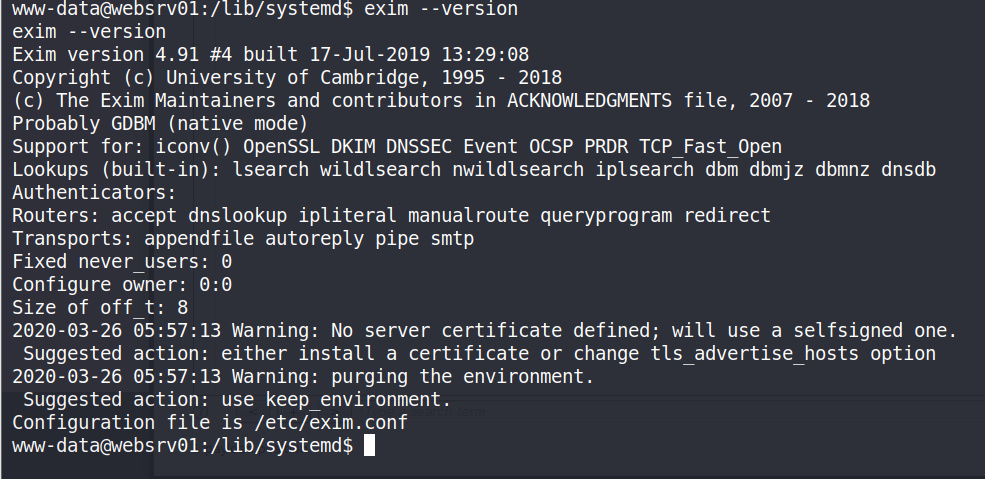 www-data@websrv01:/lib/systemd$ exim --version
exim --version
Exim version 4.91 #4 built 17-Jul-2019 13:29:08
Copyright (c) University of Cambridge, 1995 - 2018
(c) The Exim Maintainers and contributors in ACKNOWLEDGMENTS file, 2007 - 2018
Probably GDBM (native mode)
Support for: iconv() OpenSSL DKIM DNSSEC Event OCSP PRDR TCP_Fast_Open
Lookups (built-in): lsearch wildlsearch nwildlsearch iplsearch dbm dbmjz dbmnz dnsdb
Authenticators:
Routers: accept dnslookup ipliteral manualroute queryprogram redirect
Transports: appendfile autoreply pipe smtp
Fixed never_users: 0
Configure owner: 0:0
Size of off_t: 8
2020-03-26 05:57:13 Warning: No server certificate defined; will use a selfsigned one.
 Suggested action: either install a certificate or change tls_advertise_hosts option
2020-03-26 05:57:13 Warning: purging the environment.
 Suggested action: use keep_environment.
Configuration file is /etc/exim.conf
www-data@websrv01:/lib/systemd$